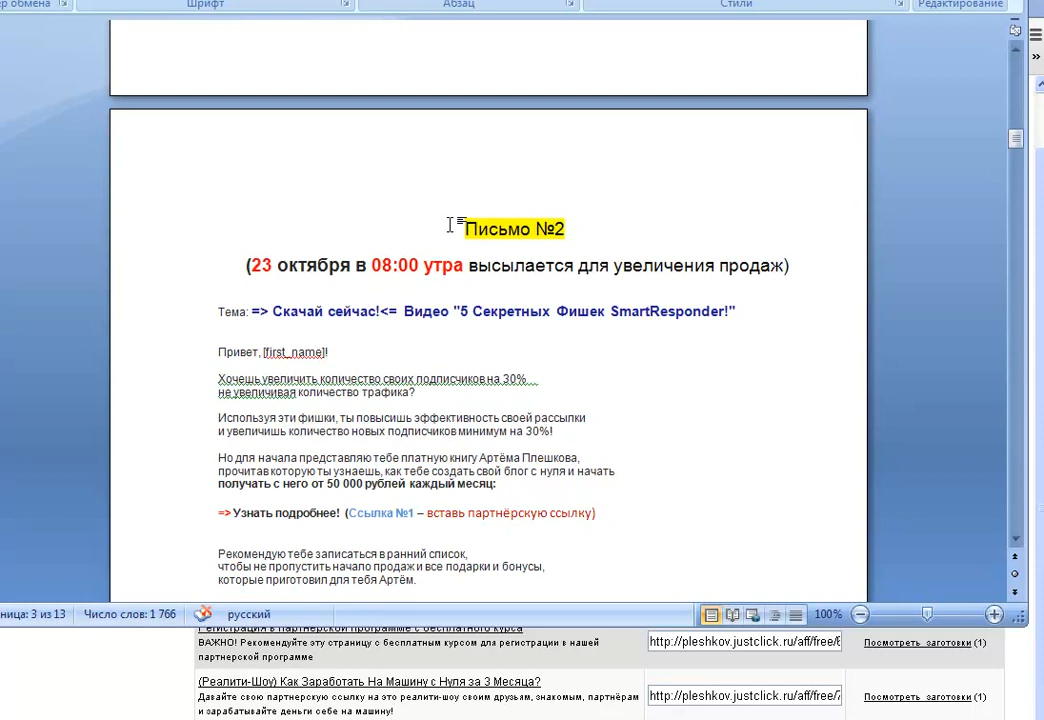 ер обмена
Шрифт
Абзац
Стили
Редактирование
Письмо №2
(23 октября в 08:00 утра высылается для увеличения продаж)
Тема: => Скачай сейчас!<= Видео "5 Секретных Фишек SmartResponder!"
Привет, [first_name]!
Хочешь увеличить количество своих подписчиков на 30%
не увеличивая количество трафика?
Используя эти фишки, ты повысишь эффективность своей рассылки
и увеличишь количество новых подписчиков минимум на 30%!
Но для начала представляю тебе платную книгу Артёма Плешкова,
прочитав которую ты узнаешь, как тебе создать свой блог с нуля и начать
получать с него от 50 000 рублей каждый месяц:
=> Узнать подробнее! (Ссылка №1 – вставь партнёрскую ссылку)
Рекомендую тебе записаться в ранний список,
чтобы не пропустить начало продаж и все подарки и бонусы,
которые приготовил для тебя Артём.
ница: 3 из 13 Число слов: 1 766 русский 100%
Регистрация в партнерской программе с бесплатного курса
ВАЖНО! Рекомендуйте эту страницу с бесплатным курсом для регистрации в нашей
партнерской программе
http://pleshkov.justclick.ru/aff/free/
Посмотреть заготовки (1)
(Реалити-Шоу) Как Заработать На Машину с Нуля за 3 Месяца?
Давайте свою партнерскую ссылку на это реалити-шоу своим друзьям, знакомым, партнёрам
и зарабатывайте деньги себе на машину!
http://pleshkov.justclick.ru/aff/free/
Посмотреть заготовки (1)